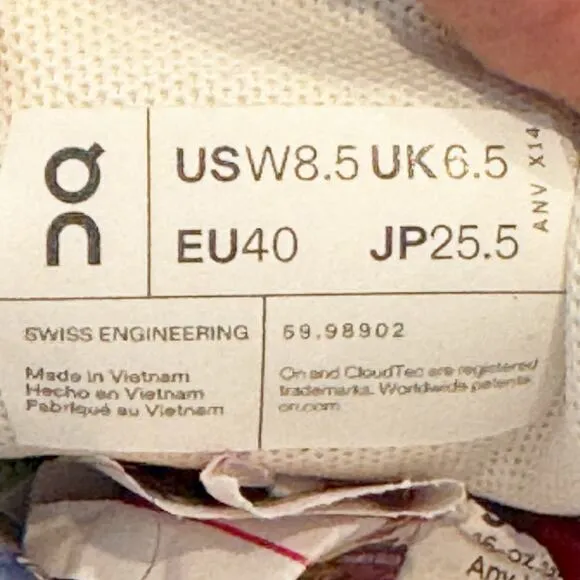 USW8.5 UK6.5
EU40 JP25.5
ANV X14
SWISS ENGINEERING
Made in Vietnam
Hecho en Vietnam
Fabriqué au Vietnam
59.98902
On and CloudTec are registered
trademarks. Worldwide patents
on.com